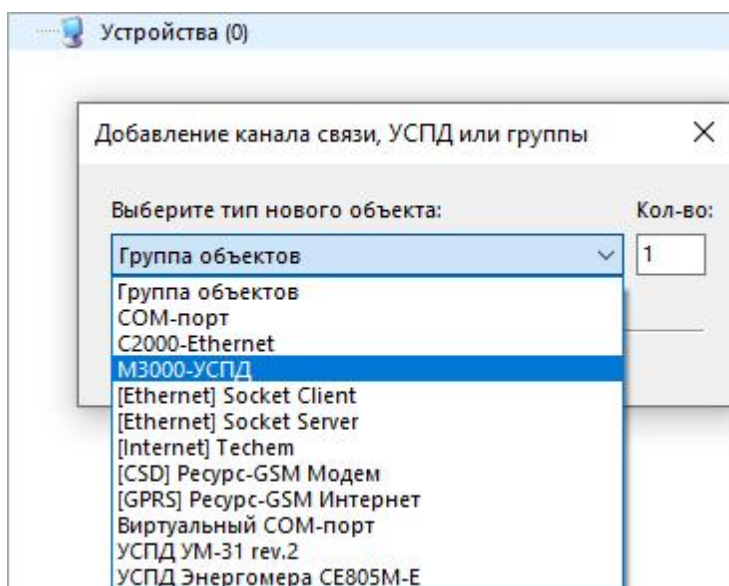 Устройства (0)
Добавление канала связи, УСПД или группы
Выберите тип нового объекта: Кол-во:
Группа объектов 1
Группа объектов
COM-порт
C2000-Ethernet
М3000-УСПД
[Ethernet] Socket Client
[Ethernet] Socket Server
[Internet] Techem
[CSD] Ресурс-GSM Модем
[GPRS] Ресурс-GSM Интернет
Виртуальный COM-порт
УСПД УМ-31 rev.2
УСПД Энергомера CE805M-E